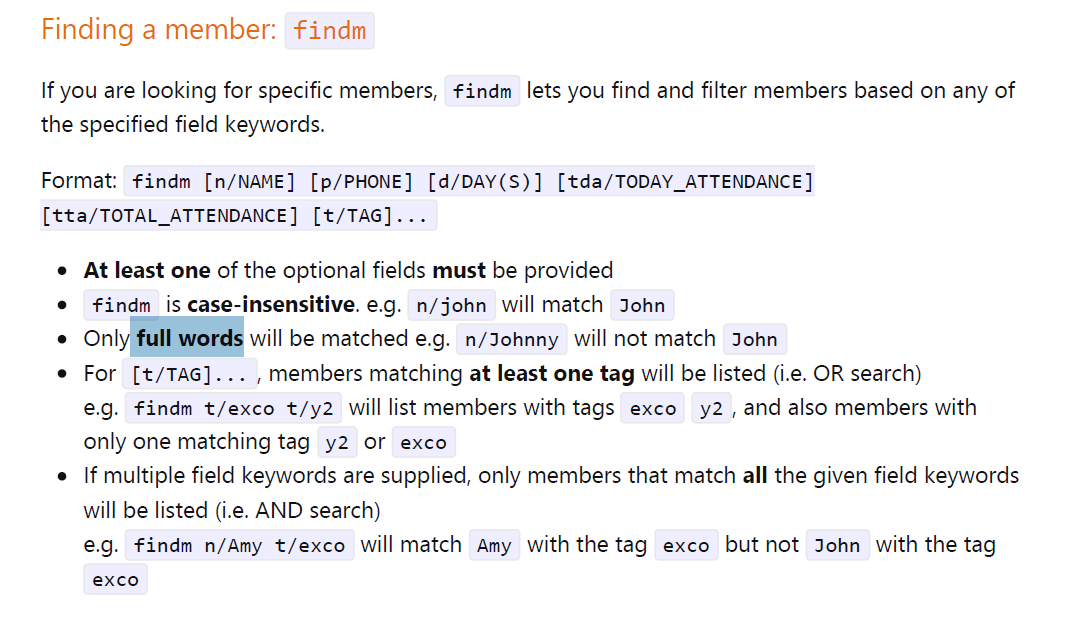 Finding a member: findm
If you are looking for specific members, findm lets you find and filter members based on any of
the specified field keywords.
Format: findm [n/NAME] [p/PHONE] [d/DAY(S)] [tda/TODAY_ATTENDANCE]
[tta/TOTAL_ATTENDANCE] [t/TAG]...
• At least one of the optional fields must be provided
• findm is case-insensitive. e.g. n/john will match John
• Only full words will be matched e.g. n/Johnny will not match John
• For [t/TAG]..., members matching at least one tag will be listed (i.e. OR search)
e.g. findm t/exco t/y2 will list members with tags exco y2, and also members with
only one matching tag y2 or exco
• If multiple field keywords are supplied, only members that match all the given field keywords
will be listed (i.e. AND search)
e.g. findm n/Amy t/exco will match Amy with the tag exco but not John with the tag
exco